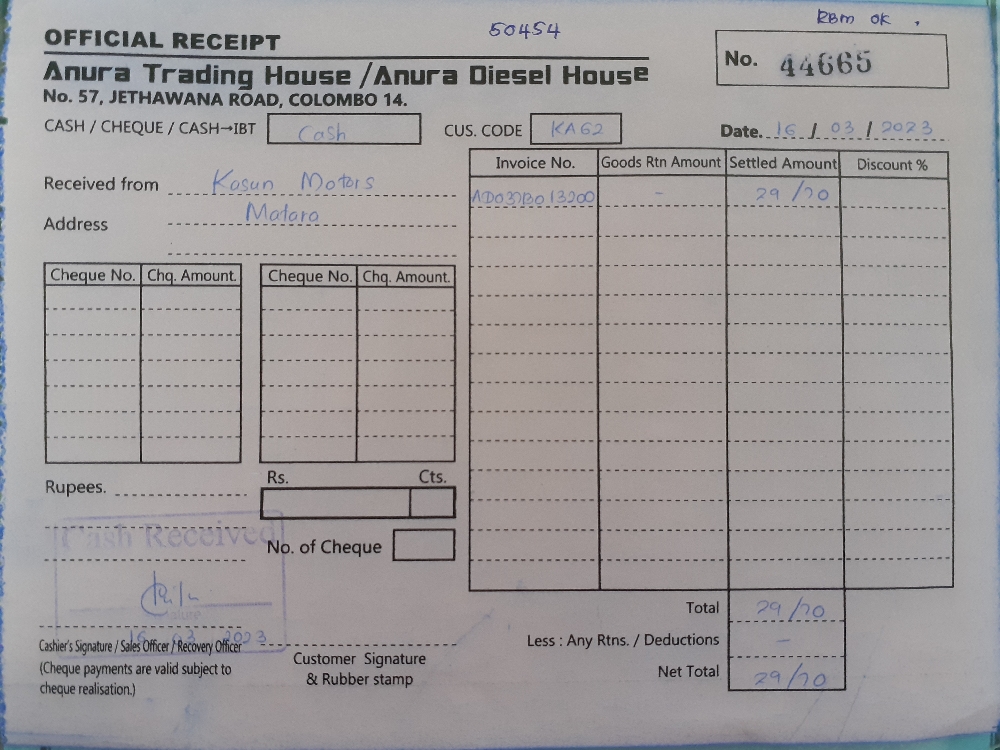 50454
RBM OK .
OFFICIAL RECEIPT
Anura Trading House /Anura Diesel House
No. 57, JETHAWANA ROAD, COLOMBO 14.
No. 44665
CASH / CHEQUE / CASH→IBT Cash
CUS. CODE KA62
Date. 16 / 03 / 2023
Received from Kasun Motors
Address Matara
Invoice No. Goods Rtn Amount Settled Amount Discount %
- 29/70
Cheque No. Chq. Amount. Cheque No. Chq. Amount.
Rupees.
Rs. Cts.
No. of Cheque
Cash Received
16 03 2023
Cashier's Signature / Sales Officer / Recovery Officer
(Cheque payments are valid subject to
cheque realisation.)
Customer Signature
& Rubber stamp
Total 29/70
Less : Any Rtns. / Deductions -
Net Total 29/70